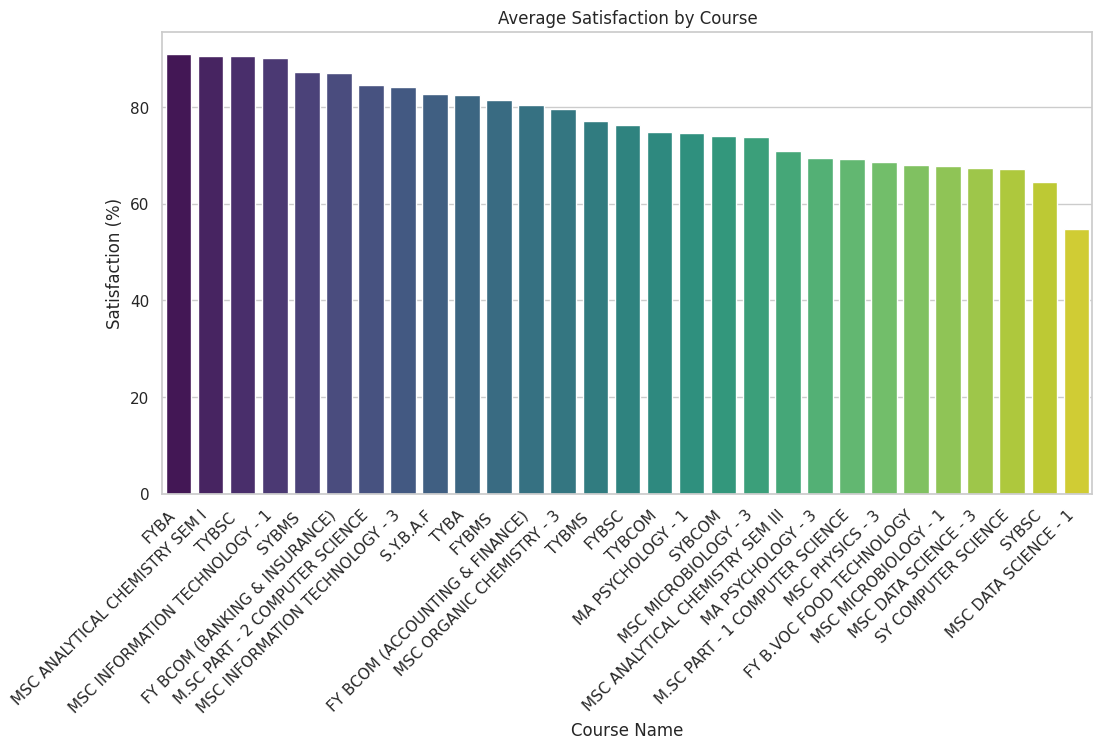 Average Satisfaction by Course
Satisfaction (%)
80
60
40
20
0
FYBA
MSC ANALYTICAL CHEMISTRY SEM I
TYBSC
MSC INFORMATION TECHNOLOGY - 1
SYBMS
FY BCOM (BANKING & INSURANCE)
M.SC PART - 2 COMPUTER SCIENCE
MSC INFORMATION TECHNOLOGY - 3
S.Y.B.A.F
TYBA
FYBMS
FY BCOM (ACCOUNTING & FINANCE)
MSC ORGANIC CHEMISTRY - 3
TYBMS
FYBSC
TYBCOM
MA PSYCHOLOGY - 1
SYBCOM
MSC MICROBIOLOGY - 3
MSC ANALYTICAL CHEMISTRY SEM III
MA PSYCHOLOGY - 3
M.SC PART - 1 COMPUTER SCIENCE
MSC PHYSICS - 3
FY B.VOC FOOD TECHNOLOGY
MSC MICROBIOLOGY - 1
MSC DATA SCIENCE - 3
SY COMPUTER SCIENCE
SYBSC
MSC DATA SCIENCE - 1
Course Name